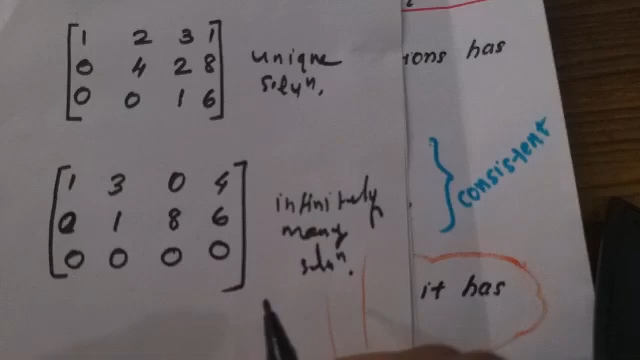 1 2 3 1
0 4 2 8
0 0 1 6
unique
sol
1 3 0 4
0 1 8 6
0 0 0 0
infinitely
many
solⁿ.
ions has
consistent
it has